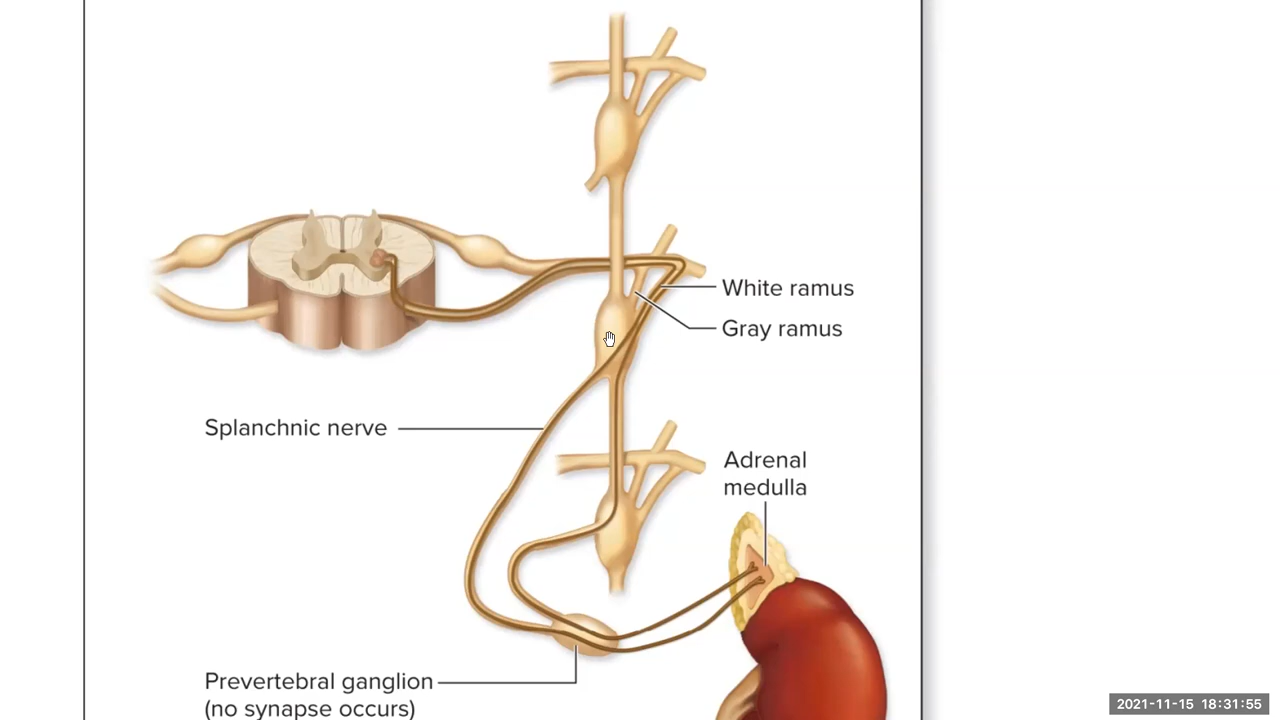 White ramus
Gray ramus
Splanchnic nerve
Adrenal
medulla
Prevertebral ganglion
(no synapse occurs)
2021-11-15 18:31:55